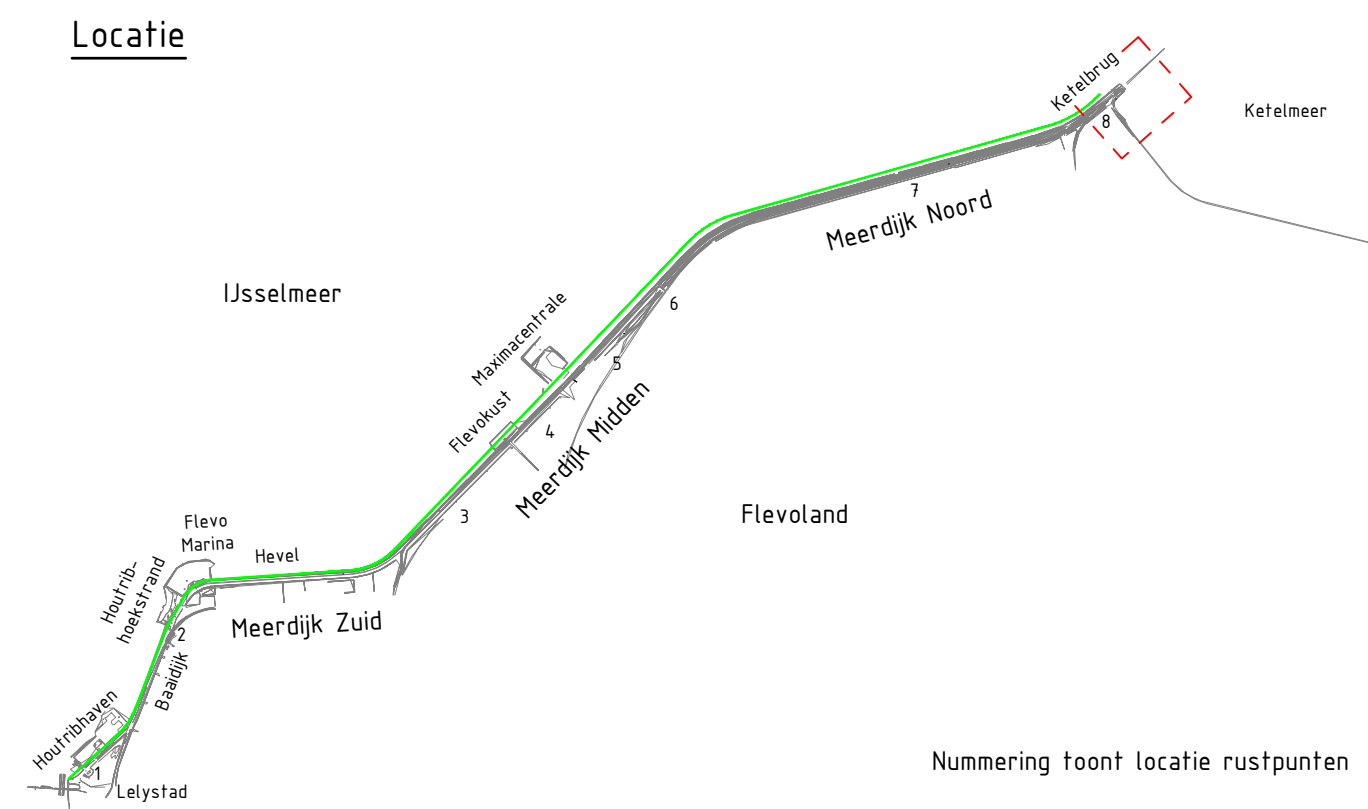 Locatie
Ketelbrug
Ketelmeer
8
7
Meerdijk Noord
IJsselmeer
6
Maximacentrale
5
Flevokust
4
Meerdijk Midden
3
Flevoland
Flevo
Marina
Hevel
Houtrib-
hoekstrand
2
Meerdijk Zuid
Baaidijk
Houtribhaven
1
Lelystad
Nummering toont locatie rustpunten